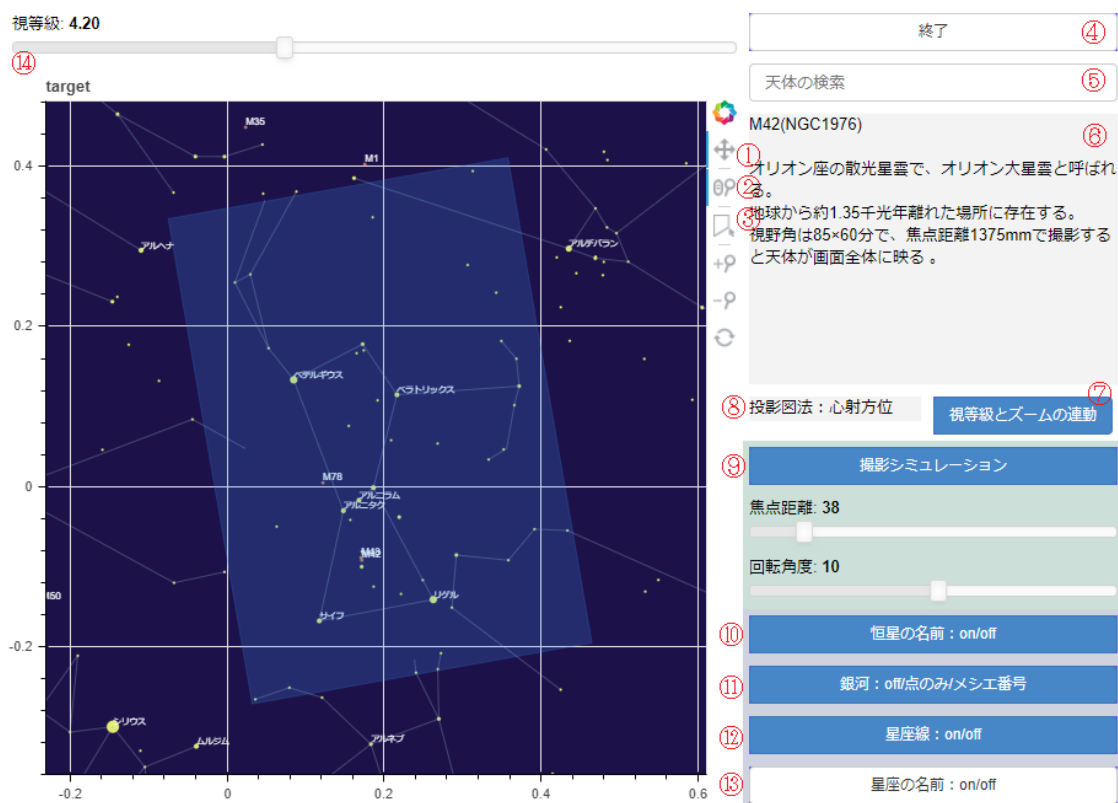 視等級: 4.20
⑭
target
M35
M1
アルヘナ
アルデバラン
ベテルギウス
ベラトリックス
M78
アルニラム
アルニタク
M42
M50
サイフ
リゲル
シリウス
ムルジム
アルネブ
0.4
0.2
0
-0.2
-0.2
0
0.2
0.4
0.6
①
②
③
終了
④
天体の検索
⑤
M42(NGC1976)
⑥
オリオン座の散光星雲で、オリオン大星雲と呼ばれ
る。
地球から約1.35千光年離れた場所に存在する。
視野角は85×60分で、焦点距離1375mmで撮影する
と天体が画面全体に映る 。
⑦
⑧ 投影図法：心射方位
視等級とズームの連動
⑨ 撮影シミュレーション
焦点距離: 38
回転角度: 10
⑩ 恒星の名前：on/off
⑪ 銀河：off/点のみ/メシエ番号
⑫ 星座線：on/off
⑬ 星座の名前：on/off